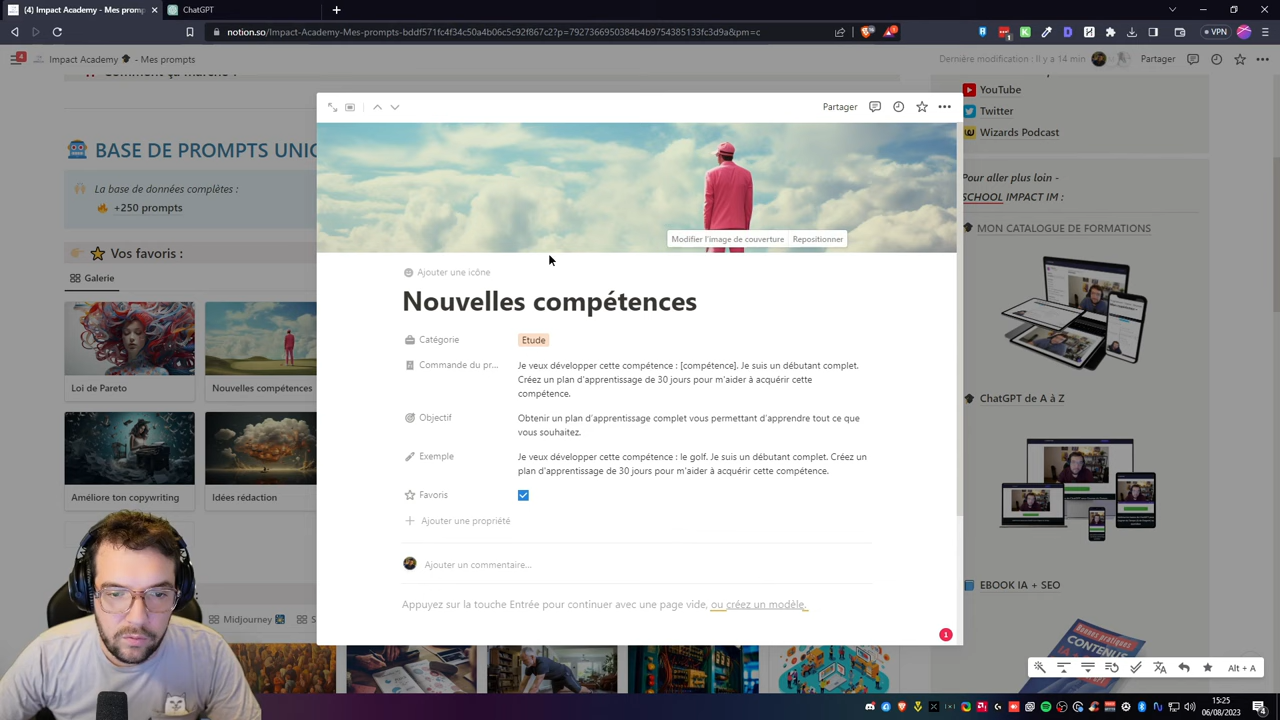 (4) Impact Academy - Mes p
ChatGPT
notion.so/Impact-Academy-Mes-prompts-bddf571fc4f34c50a4b06c5c92f867c2?p=7927366950384b4b9754385133fc3d9a&pm=c
VPN
Impact Academy - Mes prompts
Dernière modification : Il y a 14 min
Partager
Partager
YouTube
Twitter
Wizards Podcast
BASE DE PROMPTS UNIQ
La base de données complètes :
+250 prompts
Pour aller plus loin -
SCHOOL IMPACT IM :
MON CATALOGUE DE FORMATIONS
Modifier l'image de couverture
Repositionner
Vos favoris :
Galerie
Ajouter une icône
Nouvelles compétences
Catégorie
Etude
Commande du pr...
Je veux développer cette compétence : [compétence]. Je suis un débutant complet.
Créez un plan d'apprentissage de 30 jours pour m'aider à acquérir cette
compétence.
Loi de Pareto
Nouvelles compétences
ChatGPT de A à Z
Objectif
Obtenir un plan d'apprentissage complet vous permettant d'apprendre tout ce que
vous souhaitez.
Exemple
Je veux développer cette compétence : le golf. Je suis un débutant complet. Créez un
plan d'apprentissage de 30 jours pour m'aider à acquérir cette compétence.
Améliore ton copywriting
Idées rédaction
Favoris
Ajouter une propriété
Ajouter un commentaire...
EBOOK IA + SEO
Appuyez sur la touche Entrée pour continuer avec une page vide, ou créez un modèle.
Midjourney
1
Alt + A
15:25
06/08/2023